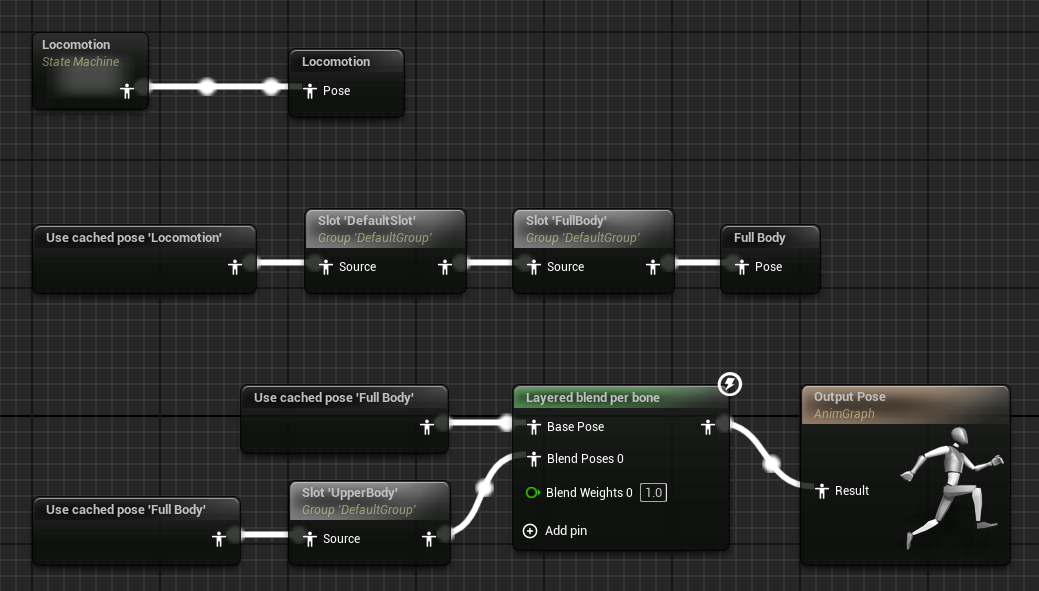 Locomotion
State Machine
Locomotion
Pose
Use cached pose 'Locomotion'
Slot 'DefaultSlot'
Group 'DefaultGroup'
Source
Slot 'FullBody'
Group 'DefaultGroup'
Source
Full Body
Pose
Use cached pose 'Full Body'
Layered blend per bone
Base Pose
Blend Poses 0
Blend Weights 0 1.0
Add pin
Output Pose
AnimGraph
Result
Use cached pose 'Full Body'
Slot 'UpperBody'
Group 'DefaultGroup'
Source